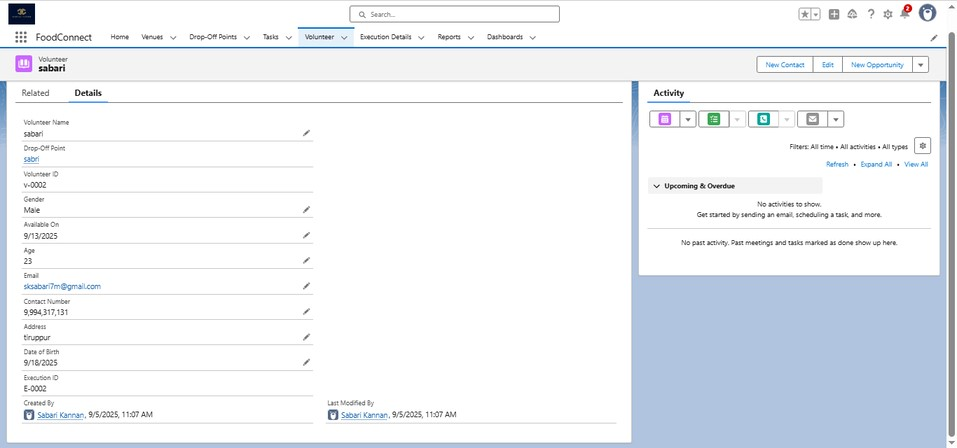 Search...
2
FoodConnect
Home
Venues
Drop-Off Points
Tasks
Volunteer
Execution Details
Reports
Dashboards
Volunteer
sabari
New Contact
Edit
New Opportunity
Related
Details
Volunteer Name
sabari
Drop-Off Point
sabri
Volunteer ID
v-0002
Gender
Male
Available On
9/13/2025
Age
23
Email
sksabari7m@gmail.com
Contact Number
9,994,317,131
Address
tiruppur
Date of Birth
9/18/2025
Execution ID
E-0002
Created By
Sabari Kannan, 9/5/2025, 11:07 AM
Last Modified By
Sabari Kannan, 9/5/2025, 11:07 AM
Activity
Filters: All time • All activities • All types
Refresh • Expand All • View All
Upcoming & Overdue
No activities to show.
Get started by sending an email, scheduling a task, and more.
No past activity. Past meetings and tasks marked as done show up here.